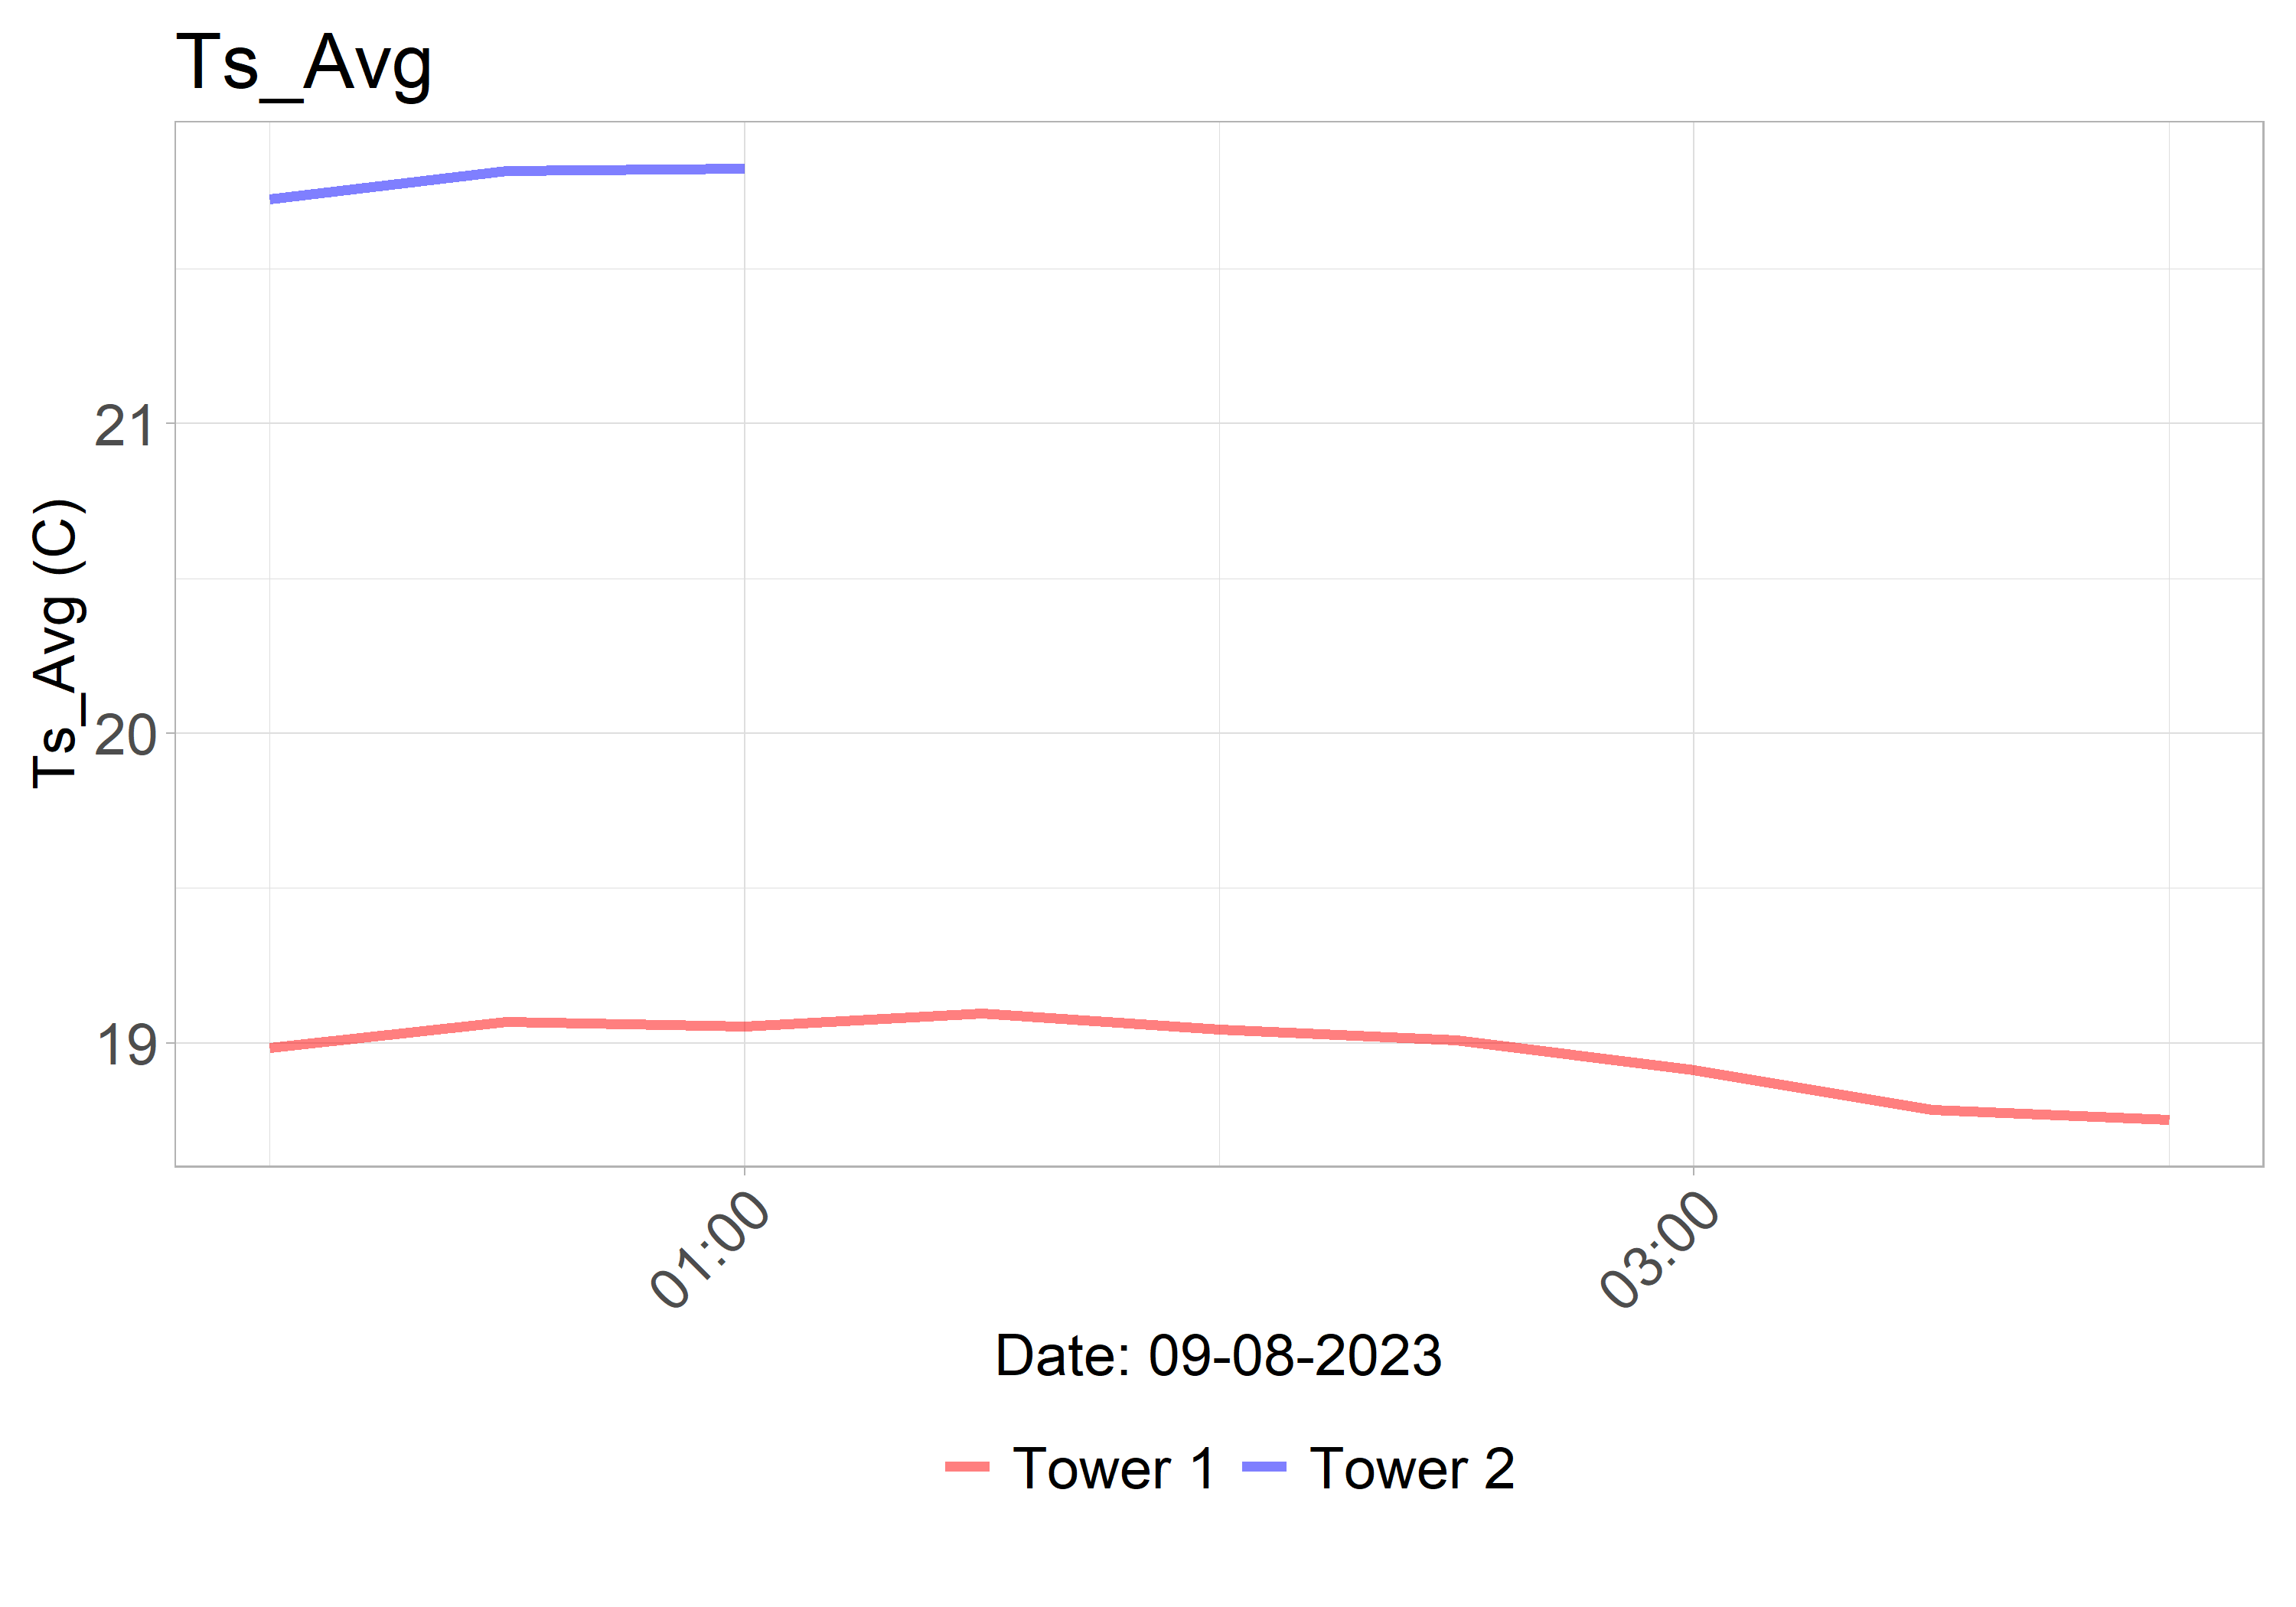 Ts_Avg
Ts_Avg (C)
21
20
19
01:00
03:00
Date: 09-08-2023
Tower 1
Tower 2